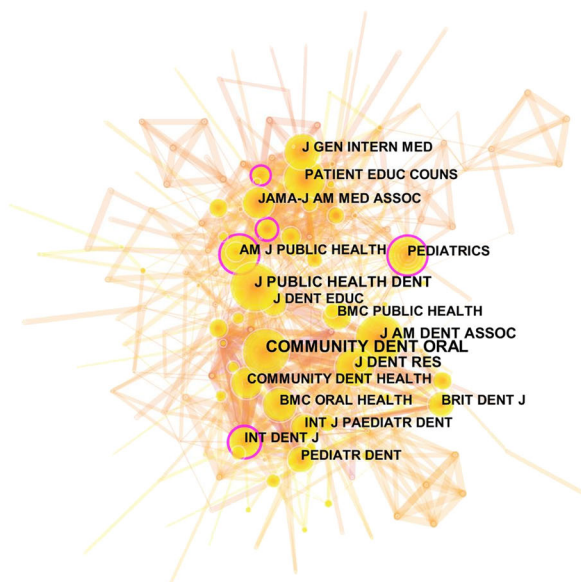 J GEN INTERN MED
PATIENT EDUC COUNS
JAMA-J AM MED ASSOC
AM J PUBLIC HEALTH
PEDIATRICS
J PUBLIC HEALTH DENT
J DENT EDUC
BMC PUBLIC HEALTH
J AM DENT ASSOC
COMMUNITY DENT ORAL
J DENT RES
COMMUNITY DENT HEALTH
BMC ORAL HEALTH
BRIT DENT J
INT J PAEDIATR DENT
INT DENT J
PEDIATR DENT